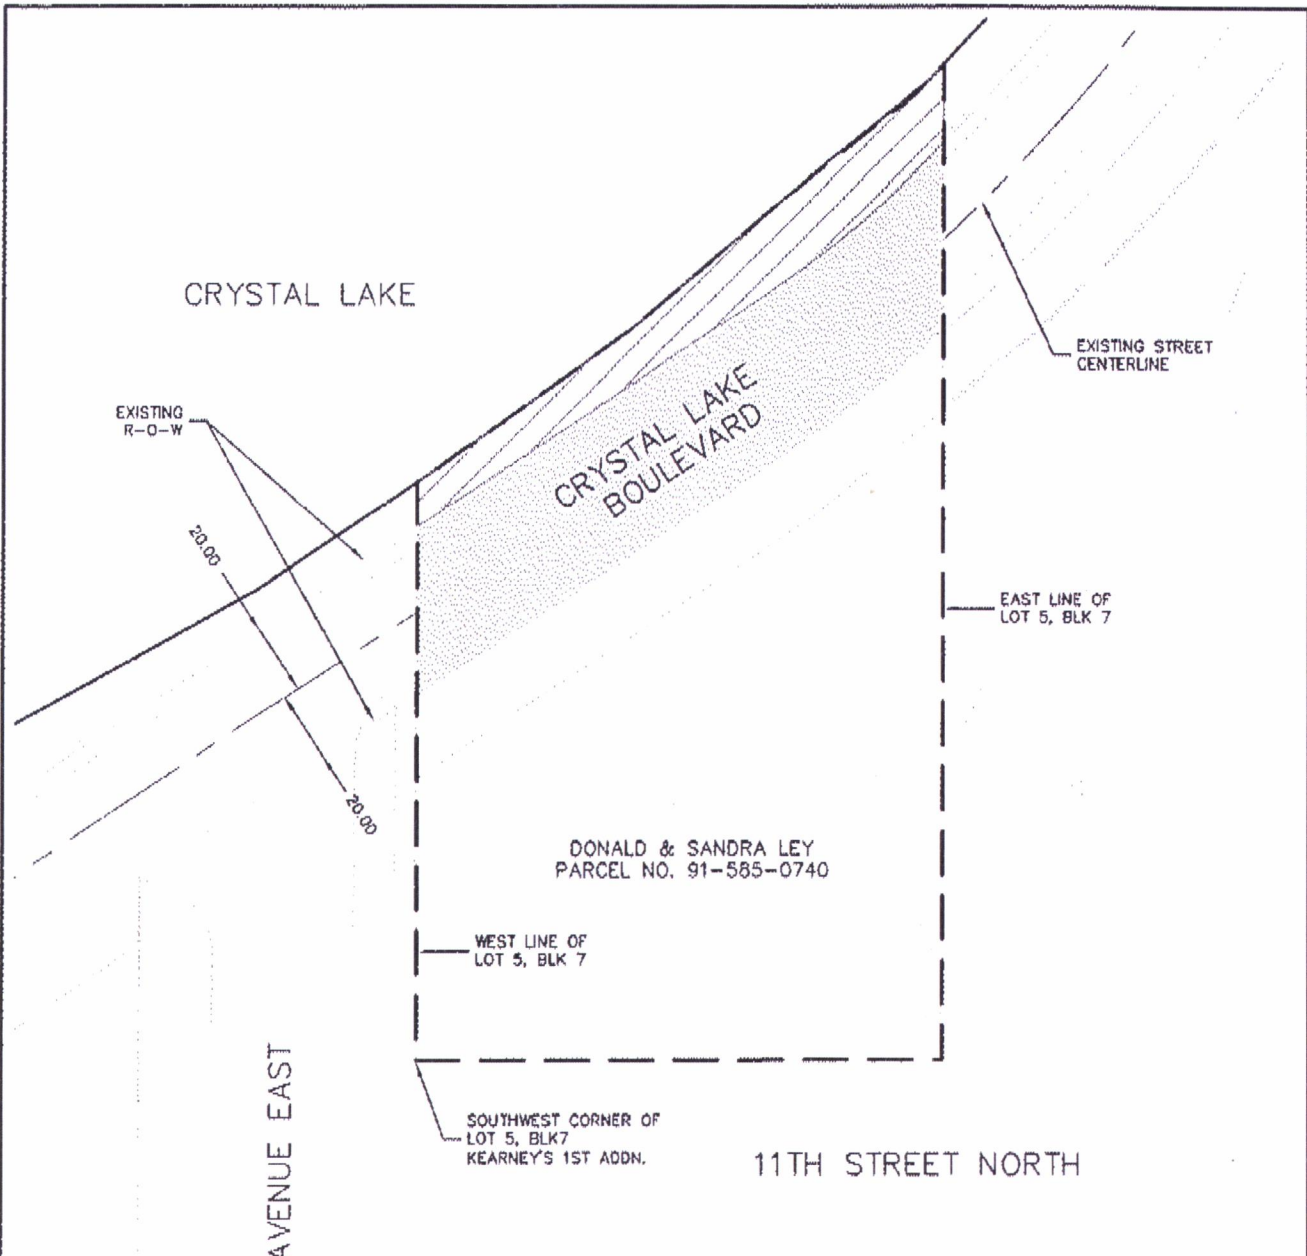 CRYSTAL LAKE
EXISTING STREET
CENTERLINE
EXISTING
R-O-W
CRYSTAL LAKE
BOULEVARD
20.00
20.00
EAST LINE OF
LOT 5, BLK 7
DONALD & SANDRA LEY
PARCEL NO. 91-585-0740
WEST LINE OF
LOT 5, BLK 7
AVENUE EAST
SOUTHWEST CORNER OF
LOT 5, BLK7
KEARNEY'S 1ST ADDN.
11TH STREET NORTH